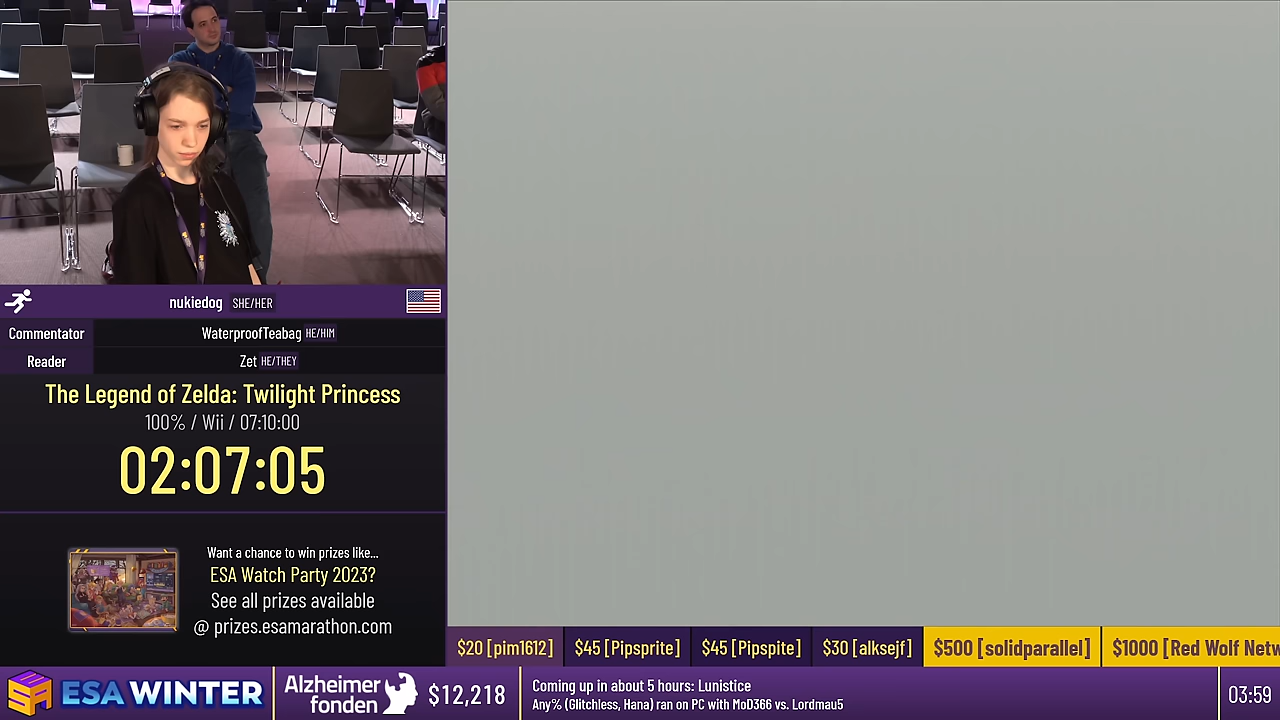 nukiedog SHE/HER
Commentator WaterproofTeabag HE/HIM
Reader Zet HE/THEY
The Legend of Zelda: Twilight Princess
100% / Wii / 07:10:00
02:07:05
Want a chance to win prizes like...
ESA Watch Party 2023?
See all prizes available
@ prizes.esamarathon.com
$20 [pim1612] $45 [Pipsprite] $45 [Pipspite] $30 [alksejf] $500 [solidparallel] $1000 [Red Wolf Netw
ESA WINTER
Alzheimer
fonden
$12,218
Coming up in about 5 hours: Lunistice
Any% (Glitchless, Hana) ran on PC with MoD366 vs. Lordmau5
03:59